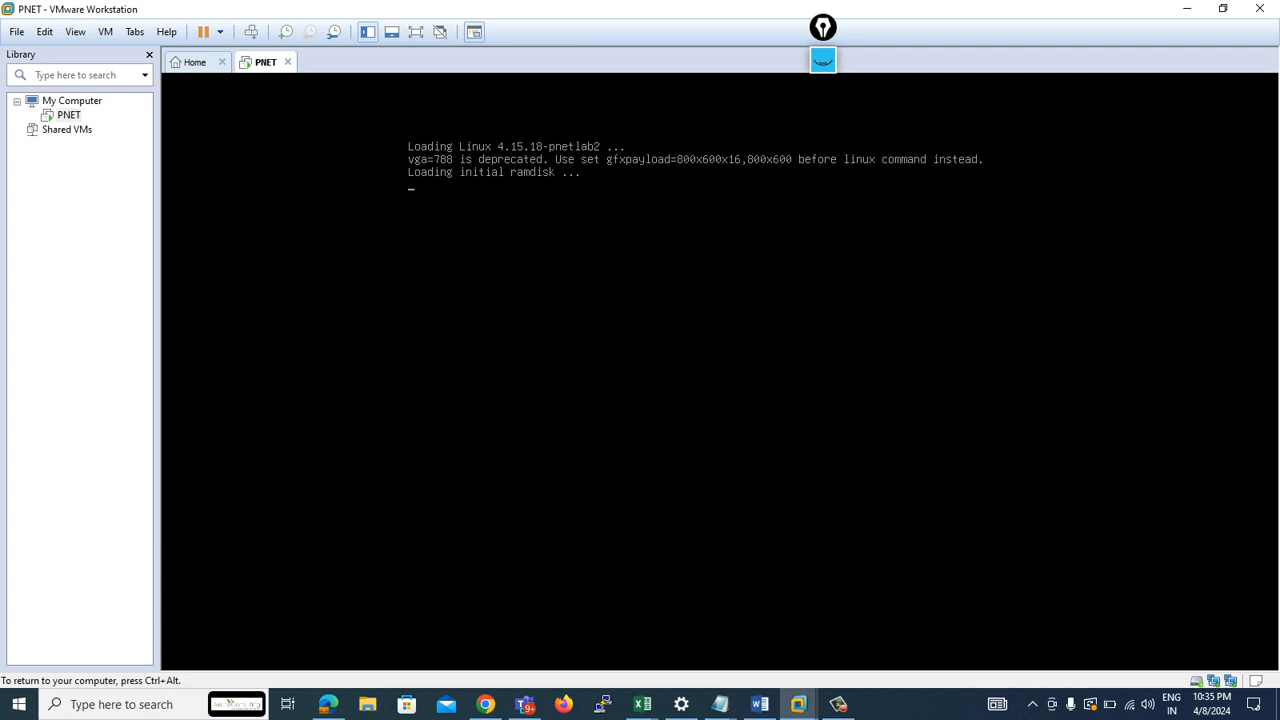 PNET - VMware Workstation
File Edit View VM Tabs Help
Library
Home
PNET
Type here to search
My Computer
PNET
Shared VMs
Loading Linux 4.15.18-pnetlab2 ...
vga=788 is deprecated. Use set gfxpayload=800x600x16,800x600 before linux command instead.
Loading initial ramdisk ...
To return to your computer, press Ctrl+Alt.
Type here to search
9+
ENG
IN
10:35 PM
4/8/2024